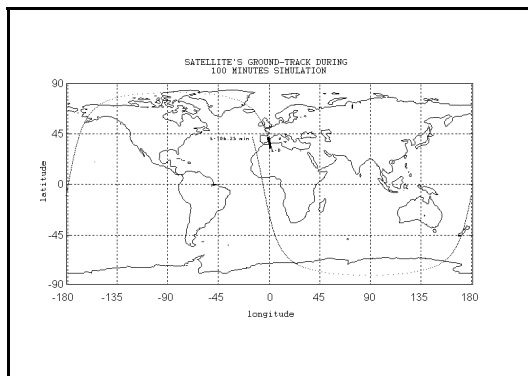 SATELLITE'S GROUND-TRACK DURING
100 MINUTES SIMULATION
90
45
0
-45
-90
latitude
-180 -135 -90 -45 0 45 90 135 180
longitude